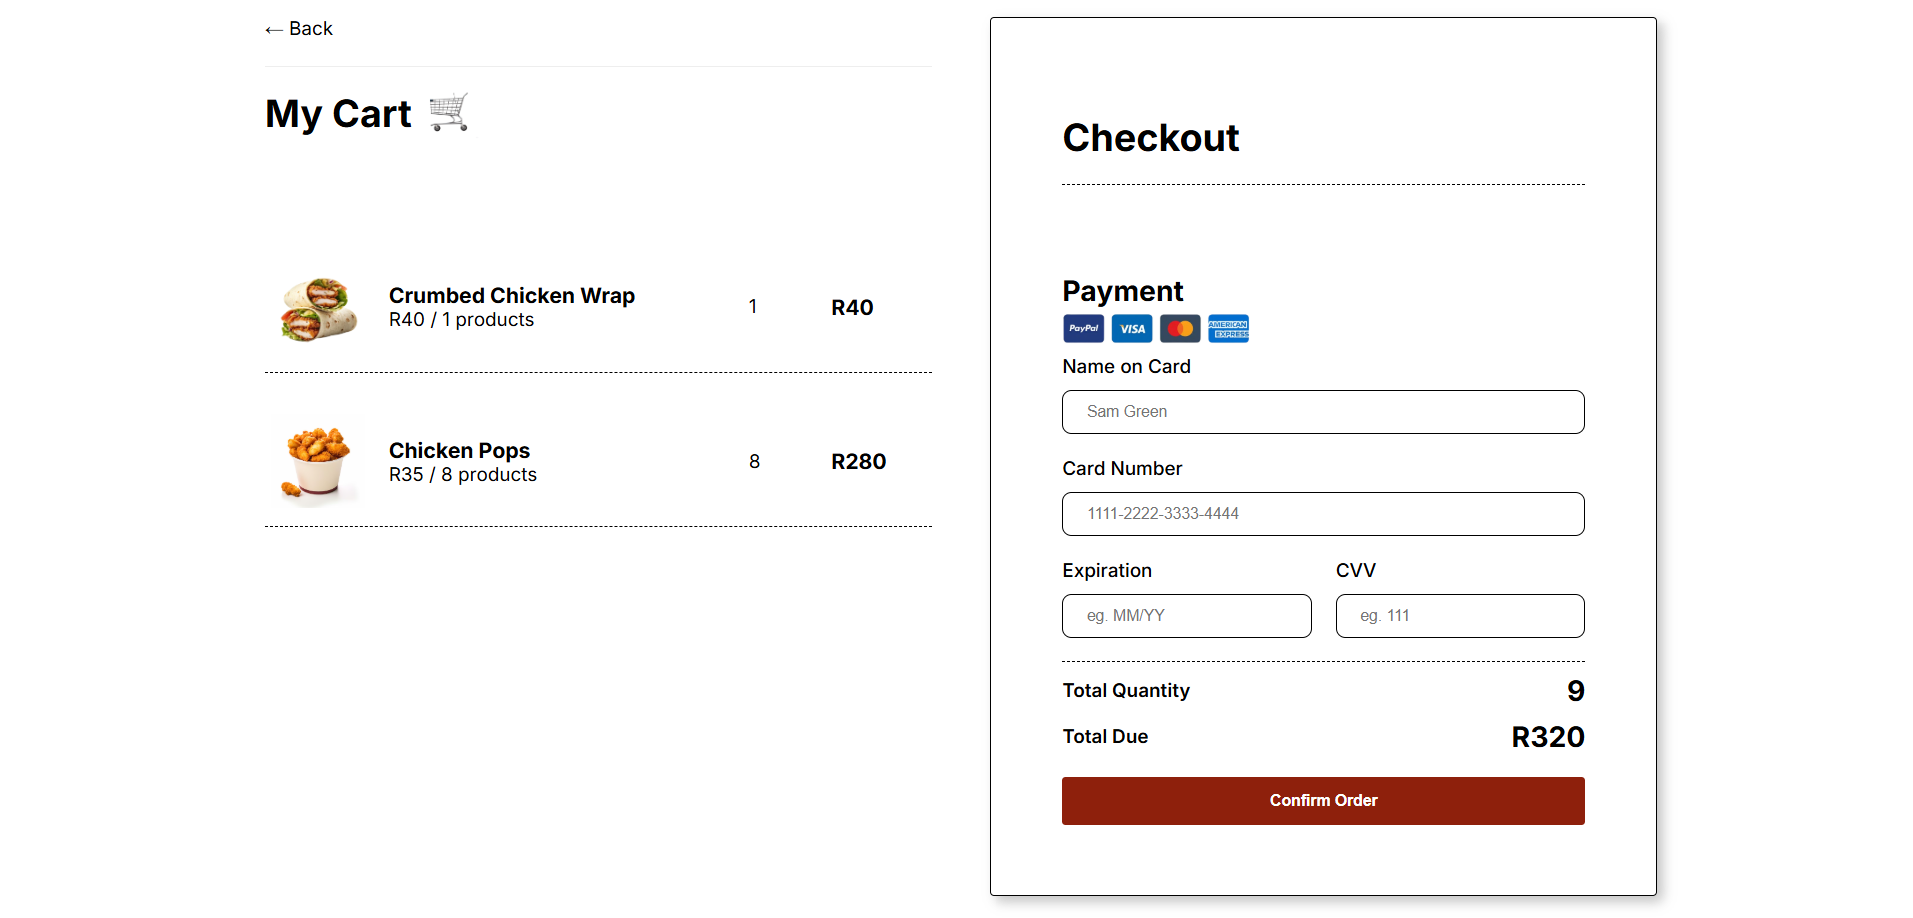 ← Back
My Cart
Crumbed Chicken Wrap
R40 / 1 products
1
R40
Chicken Pops
R35 / 8 products
8
R280
Checkout
Payment
PayPal VISA AMERICAN EXPRESS
Name on Card
Sam Green
Card Number
1111-2222-3333-4444
Expiration
CVV
eg. MM/YY
eg. 111
Total Quantity
9
Total Due
R320
Confirm Order